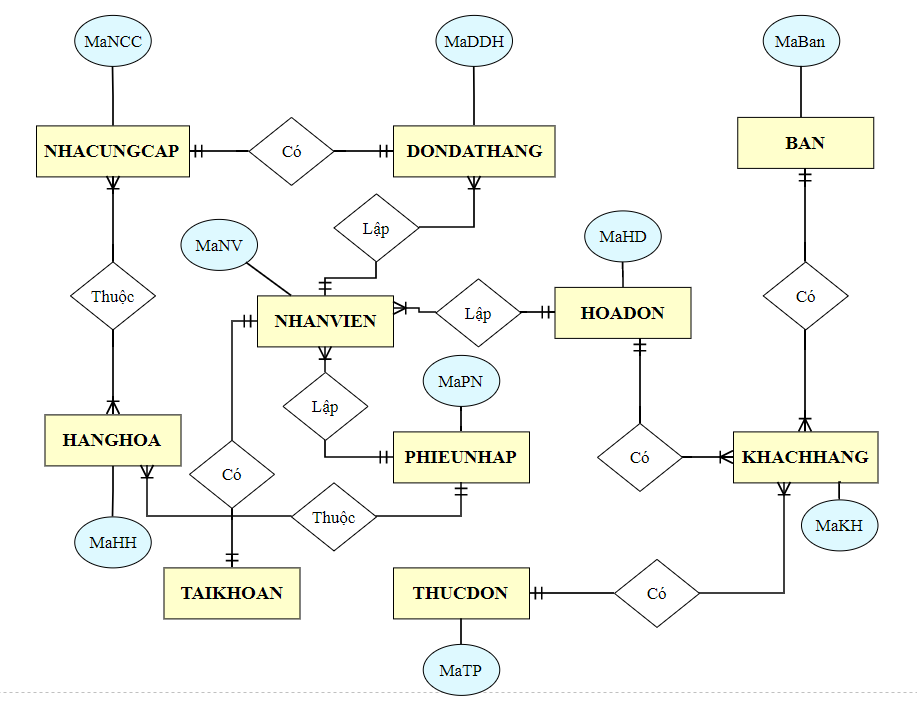 MaNCC
MaDDH
MaBan
NHACUNGCAP
Có
DONDATHANG
BAN
Lập
MaNV
MaHD
Thuộc
Có
NHANVIEN
Lập
HOADON
MaPN
Lập
HANGHOA
PHIEUNHAP
Có
KHACHHANG
Có
Thuộc
MaKH
MaHH
TAIKHOAN
THUCDON
Có
MaTP